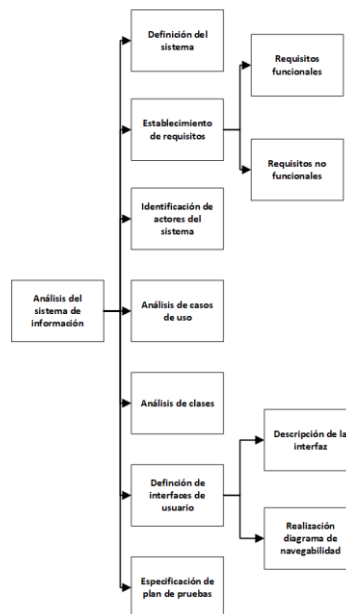 Definición del
sistema
Requisitos
funcionales
Establecimiento
de requisitos
Requisitos no
funcionales
Identificación de
actores del
sistema
Análisis del
sistema de
información
Análisis de casos
de uso
Análisis de clases
Descripción de la
interfaz
Definción de
interfaces de
usuario
Realización
diagrama de
navegabilidad
Especificación de
plan de pruebas